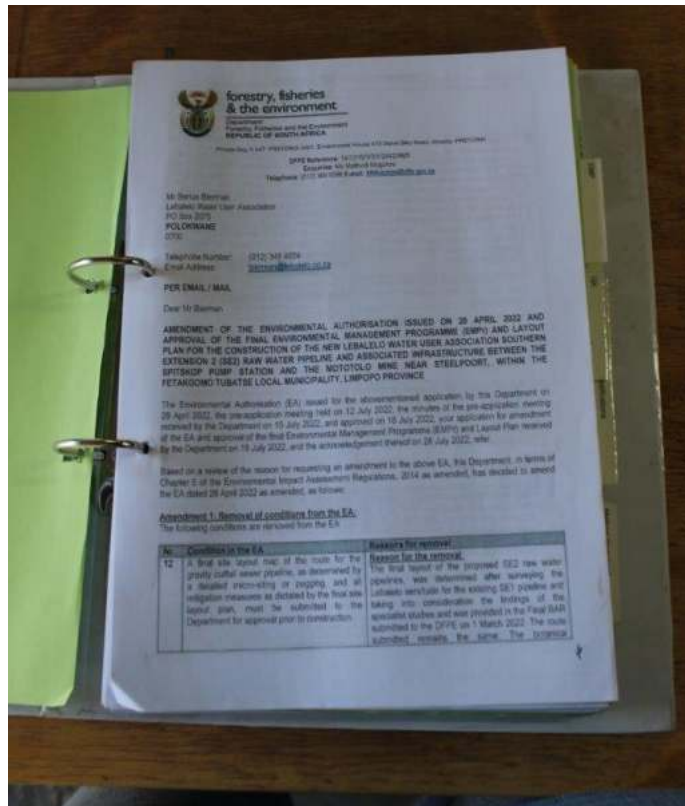 forestry, fisheries
& the environment
Department:
Forestry, Fisheries and the Environment
REPUBLIC OF SOUTH AFRICA
DFFE Reference:
Enquiries:
Telephone: E-mail:
Lebalelo Water User Association
PO Box
POLOKWANE
0700
Telephone Number:
Email Address:
PER EMAIL / MAIL
Dear Mr Bierman
AMENDMENT OF THE ENVIRONMENTAL AUTHORISATION ISSUED ON 28 APRIL 2022 AND
APPROVAL OF THE FINAL ENVIRONMENTAL MANAGEMENT PROGRAMME (EMPr) AND LAYOUT
PLAN FOR THE CONSTRUCTION OF THE NEW LEBALELO WATER USER ASSOCIATION SOUTHERN
EXTENSION 2 (SE2) RAW WATER PIPELINE AND ASSOCIATED INFRASTRUCTURE BETWEEN THE
SPITSKOP PUMP STATION AND THE MOTOTOLO MINE NEAR STEELPOORT, WITHIN THE
FETAKGOMO TUBATSE LOCAL MUNICIPALITY, LIMPOPO PROVINCE
The Environmental Authorisation (EA) issued for the abovementioned application by this Department on
28 April 2022, the pre-application meeting held on 12 July 2022, the minutes of the pre-application meeting
received by the Department on 15 July 2022, and approved on 18 July 2022, your application for amendment
of the EA and approval of the final Environmental Management Programme (EMPr) and Layout Plan received
by the Department on July 2022, and the acknowledgement thereof on 28 July 2022, refer.
Based on a review of the reason for requesting an amendment to the above EA, this Department, in terms of
Chapter 5 of the Environmental Impact Assessment Regulations, 2014 as amended, has decided to amend
the EA dated 28 April 2022 as amended, as follows:
Amendment 1: Removal of conditions from the EA:
The following conditions are removed from the EA
Nr Condition in the EA Reasons for removal
12 A final site layout map of the route for the Reason for the removal:
gravity outfall sewer pipeline, as determined by The final layout of the proposed SE2 raw water
a detailed micro-siting or pegging, and all pipelines, was determined after surveying the
mitigation measures as dictated by the final site Lebalelo servitude for the existing SE1 pipeline and
layout plan, must be submitted to the taking into consideration the findings of the
Department for approval prior to construction. specialist studies and was provided in the Final BAR
submitted to the DFFE on 1 March 2022. The route
submitted remains the same. The botanical